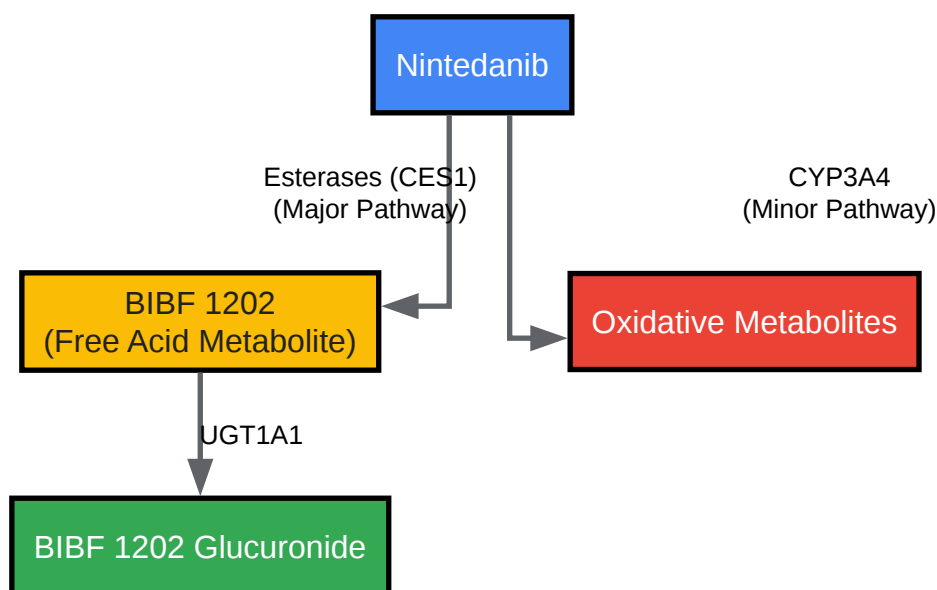 Nintedanib
Esterases (CES1)
(Major Pathway)
CYP3A4
(Minor Pathway)
BIBF 1202
(Free Acid Metabolite)
Oxidative Metabolites
UGT1A1
BIBF 1202 Glucuronide